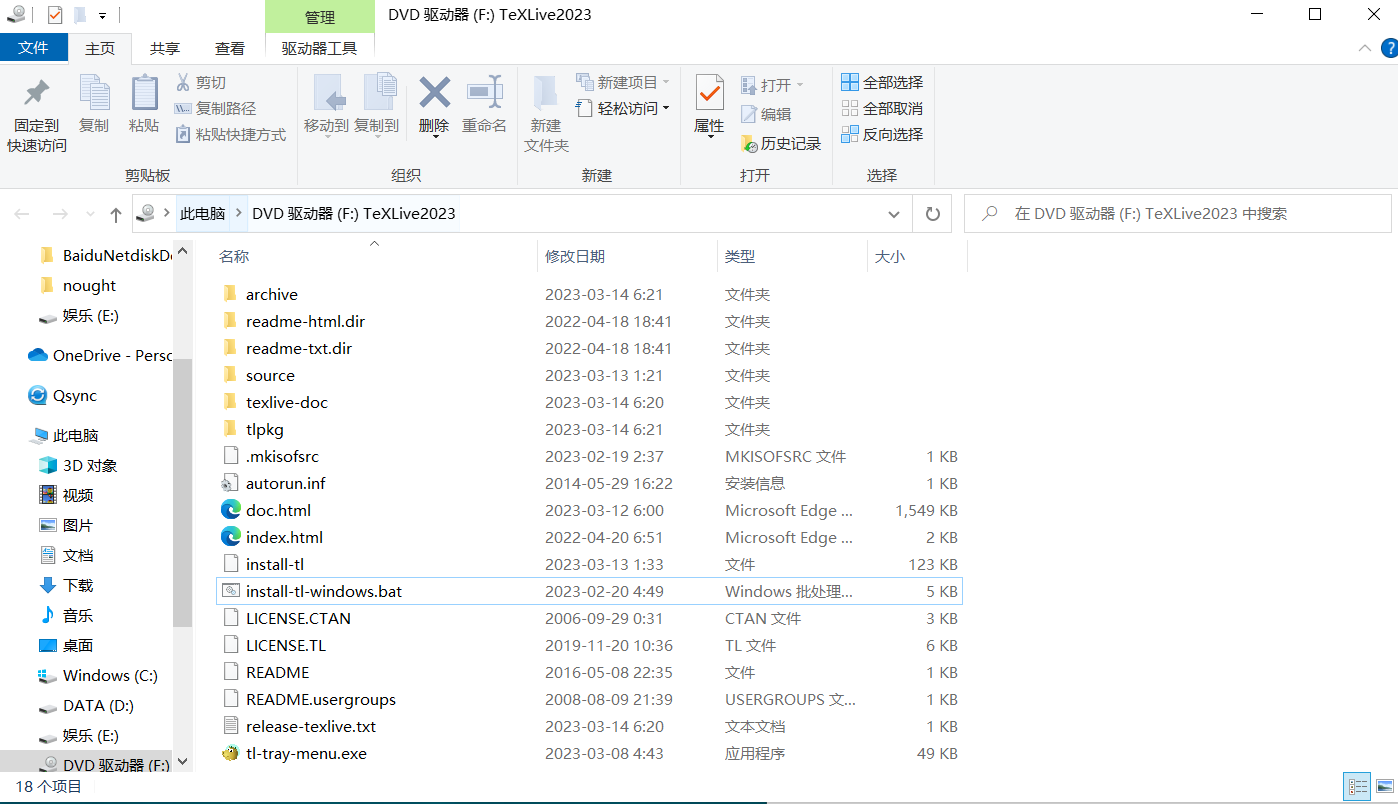 管理
DVD 驱动器 (F:) TeXLive2023
文件
主页
共享
查看
驱动器工具
固定到
快速访问
复制
粘贴
剪切
复制路径
粘贴快捷方式
剪贴板
移动到
复制到
删除
重命名
组织
新建
文件夹
新建项目
轻松访问
新建
属性
打开
编辑
历史记录
打开
全部选择
全部取消
反向选择
选择
此电脑
DVD 驱动器 (F:) TeXLive2023
在 DVD 驱动器 (F:) TeXLive2023 中搜索
BaiduNetdiskDo
nought
娱乐 (E:)
OneDrive - Perso
Qsync
此电脑
3D 对象
视频
图片
文档
下载
音乐
桌面
Windows (C:)
DATA (D:)
娱乐 (E:)
DVD 驱动器 (F:)
名称 修改日期 类型 大小
archive 2023-03-14 6:21 文件夹
readme-html.dir 2022-04-18 18:41 文件夹
readme-txt.dir 2022-04-18 18:41 文件夹
source 2023-03-13 1:21 文件夹
texlive-doc 2023-03-14 6:20 文件夹
tlpkg 2023-03-14 6:21 文件夹
.mkisofsrc 2023-02-19 2:37 MKISOFSRC 文件 1 KB
autorun.inf 2014-05-29 16:22 安装信息 1 KB
doc.html 2023-03-12 6:00 Microsoft Edge ... 1,549 KB
index.html 2022-04-20 6:51 Microsoft Edge ... 2 KB
install-tl 2023-03-13 1:33 文件 123 KB
install-tl-windows.bat 2023-02-20 4:49 Windows 批处理... 5 KB
LICENSE.CTAN 2006-09-29 0:31 CTAN 文件 3 KB
LICENSE.TL 2019-11-20 10:36 TL 文件 6 KB
README 2016-05-08 22:35 文件 1 KB
README.usergroups 2008-08-09 21:39 USERGROUPS 文... 1 KB
release-texlive.txt 2023-03-14 6:20 文本文档 1 KB
tl-tray-menu.exe 2023-03-08 4:43 应用程序 49 KB
18 个项目